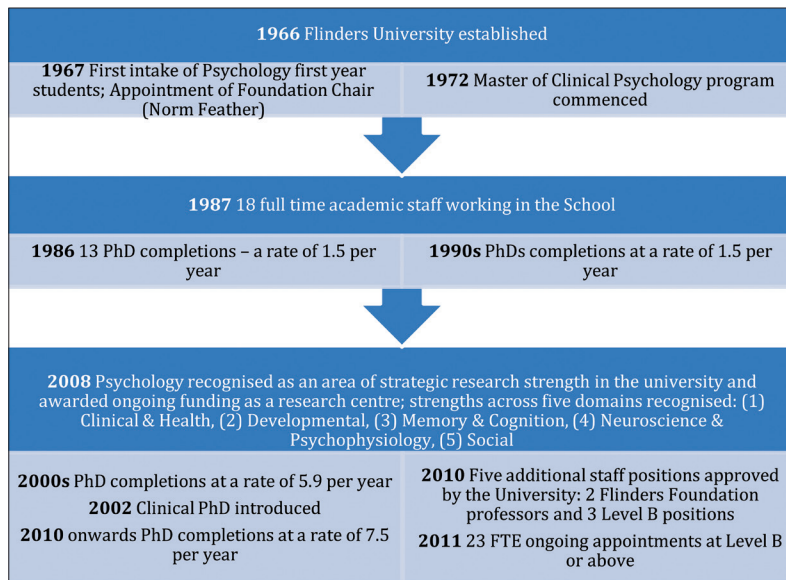 1966 Flinders University established
1967 First intake of Psychology first year
students; Appointment of Foundation Chair
(Norm Feather)
1972 Master of Clinical Psychology program
commenced
1987 18 full time academic staff working in the School
1986 13 PhD completions – a rate of 1.5 per
year
1990s PhDs completions at a rate of 1.5 per
year
2008 Psychology recognised as an area of strategic research strength in the university and
awarded ongoing funding as a research centre; strengths across five domains recognised: (1)
Clinical & Health, (2) Developmental, (3) Memory & Cognition, (4) Neuroscience &
Psychophysiology, (5) Social
2000s PhD completions at a rate of 5.9 per year
2002 Clinical PhD introduced
2010 onwards PhD completions at a rate of 7.5
per year
2010 Five additional staff positions approved
by the University: 2 Flinders Foundation
professors and 3 Level B positions
2011 23 FTE ongoing appointments at Level B
or above